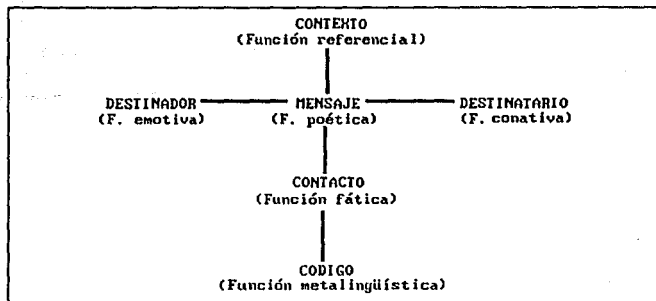 CONTEXTO
(Función referencial)
DESTINADOR MENSAJE DESTINATARIO
(F. emotiva) (F. poética) (F. conativa)
CONTACTO
(Función fática)
CODIGO
(Función metalingüística)